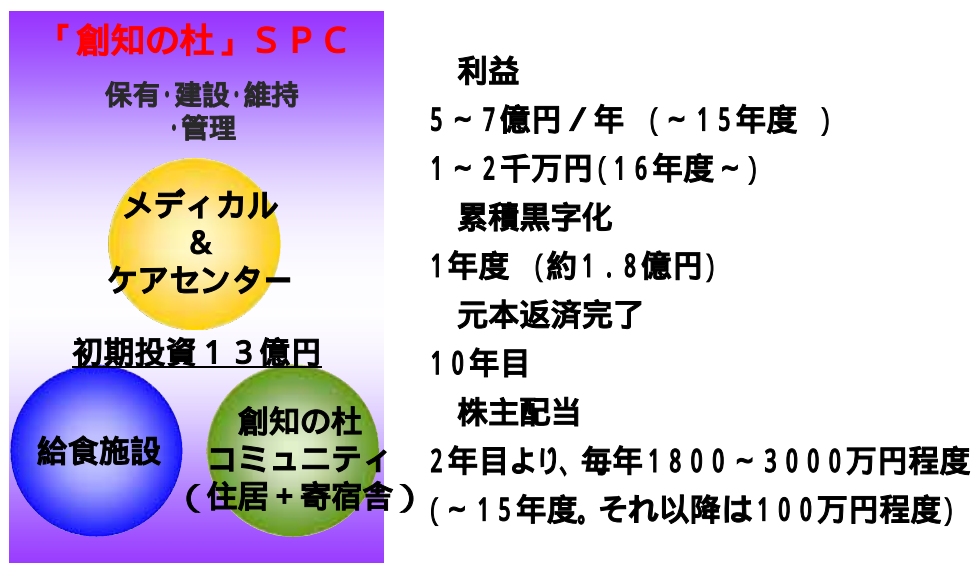 「創知の杜」ＳＰＣ
保有･建設･維持
･管理
メディカル
＆
ケアセンター
初期投資１３億円
給食施設
創知の杜
コミュニティ
（住居＋寄宿舎）
利益
5～7億円／年 (～15年度 )
1～2千万円(16年度～)
累積黒字化
1年度 (約1.8億円)
元本返済完了
10年目
株主配当
2年目より、毎年1800～3000万円程度
(～15年度。それ以降は100万円程度)